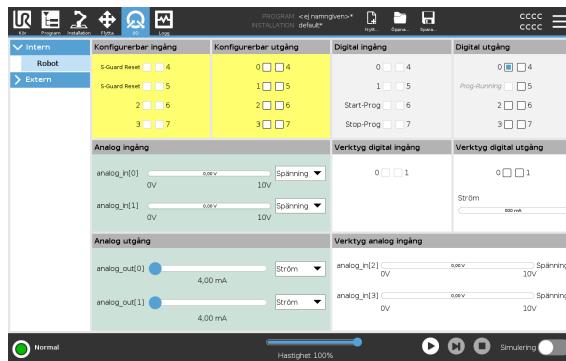 UR
Kör Program Installation Flytta I/O Logg
PROGRAM <ej namngiven>*
INSTALLATION default*
Nytt... Öppna... Spara...
CCCC
CCCC
Intern
Robot
Extern
Konfigurerbar ingång Konfigurerbar utgång Digital ingång Digital utgång
S-Guard Reset 4 0 4 0 4 0 4
S-Guard Reset 5 1 5 1 5 Prog-Running 5
2 6 2 6 Start-Prog 6 2 6
3 7 3 7 Stop-Prog 7 3 7
Analog ingång Verktyg digital ingång Verktyg digital utgång
analog_in[0] 0,00 V Spänning 0 1 0 1
0V 10V
Ström
analog_in[1] 0,00 V Spänning 000 mA
0V 10V
Analog utgång Verktyg analog ingång
analog_out[0] Ström analog_in[2] 0,00 V Spänning
4,00 mA 0V 10V
analog_out[1] Ström analog_in[3] 0,00 V Spänning
4,00 mA 0V 10V
Normal Hastighet 100% Simulering